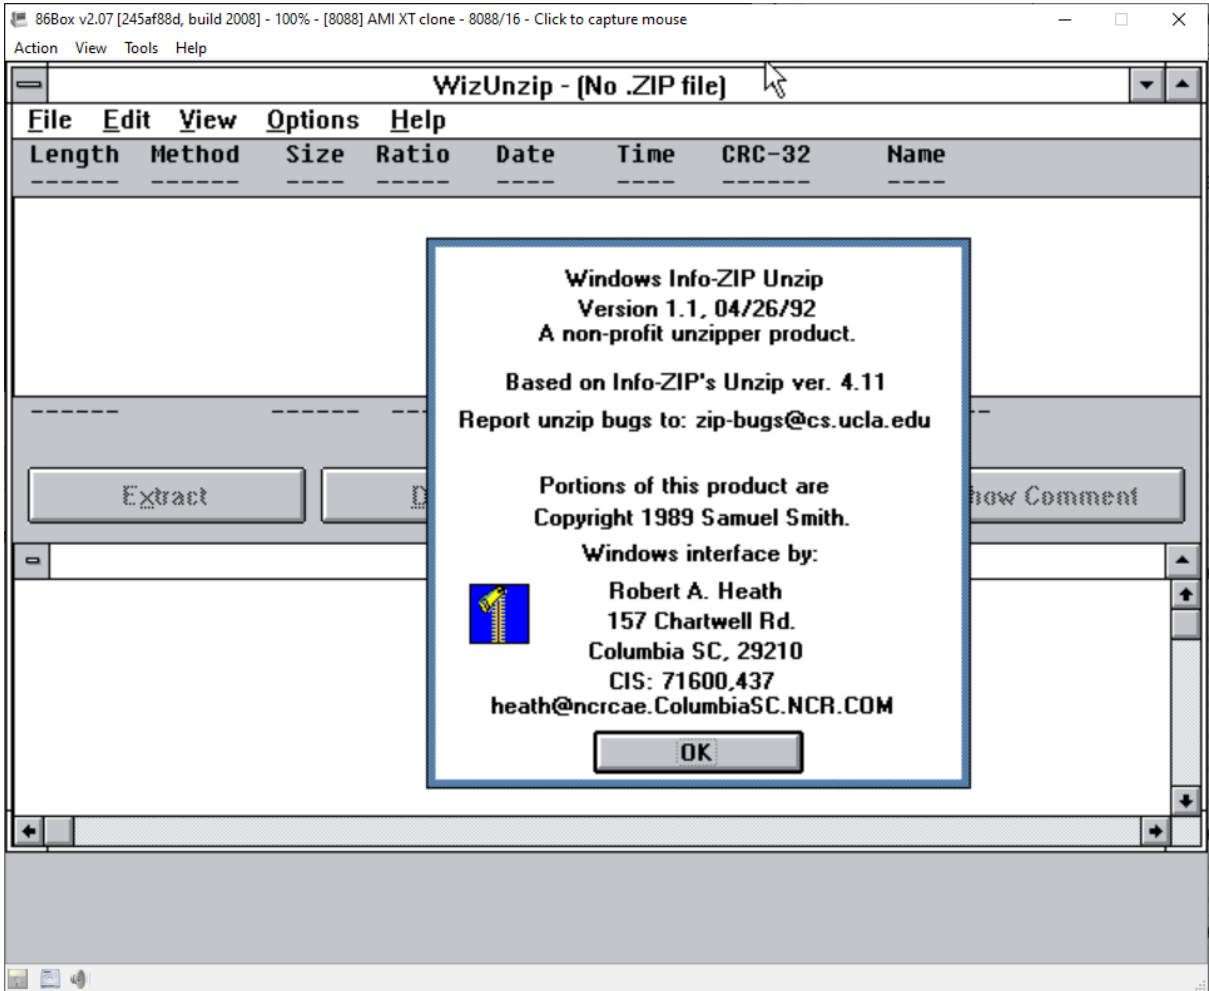 86Box v2.07 [245af88d, build 2008] - 100% - [8088] AMI XT clone - 8088/16 - Click to capture mouse
Action View Tools Help
WizUnzip - (No .ZIP file)
File Edit View Options Help
Length Method Size Ratio Date Time CRC-32 Name
------ ------ ---- ----- ---- ---- ------ ----
Windows Info-ZIP Unzip
Version 1.1, 04/26/92
A non-profit unzipper product.
Based on Info-ZIP's Unzip ver. 4.11
Report unzip bugs to: zip-bugs@cs.ucla.edu
Portions of this product are
Copyright 1989 Samuel Smith.
Windows interface by:
Robert A. Heath
157 Chartwell Rd.
Columbia SC, 29210
CIS: 71600,437
heath@ncrcae.ColumbiaSC.NCR.COM
OK
Extract D how Comment